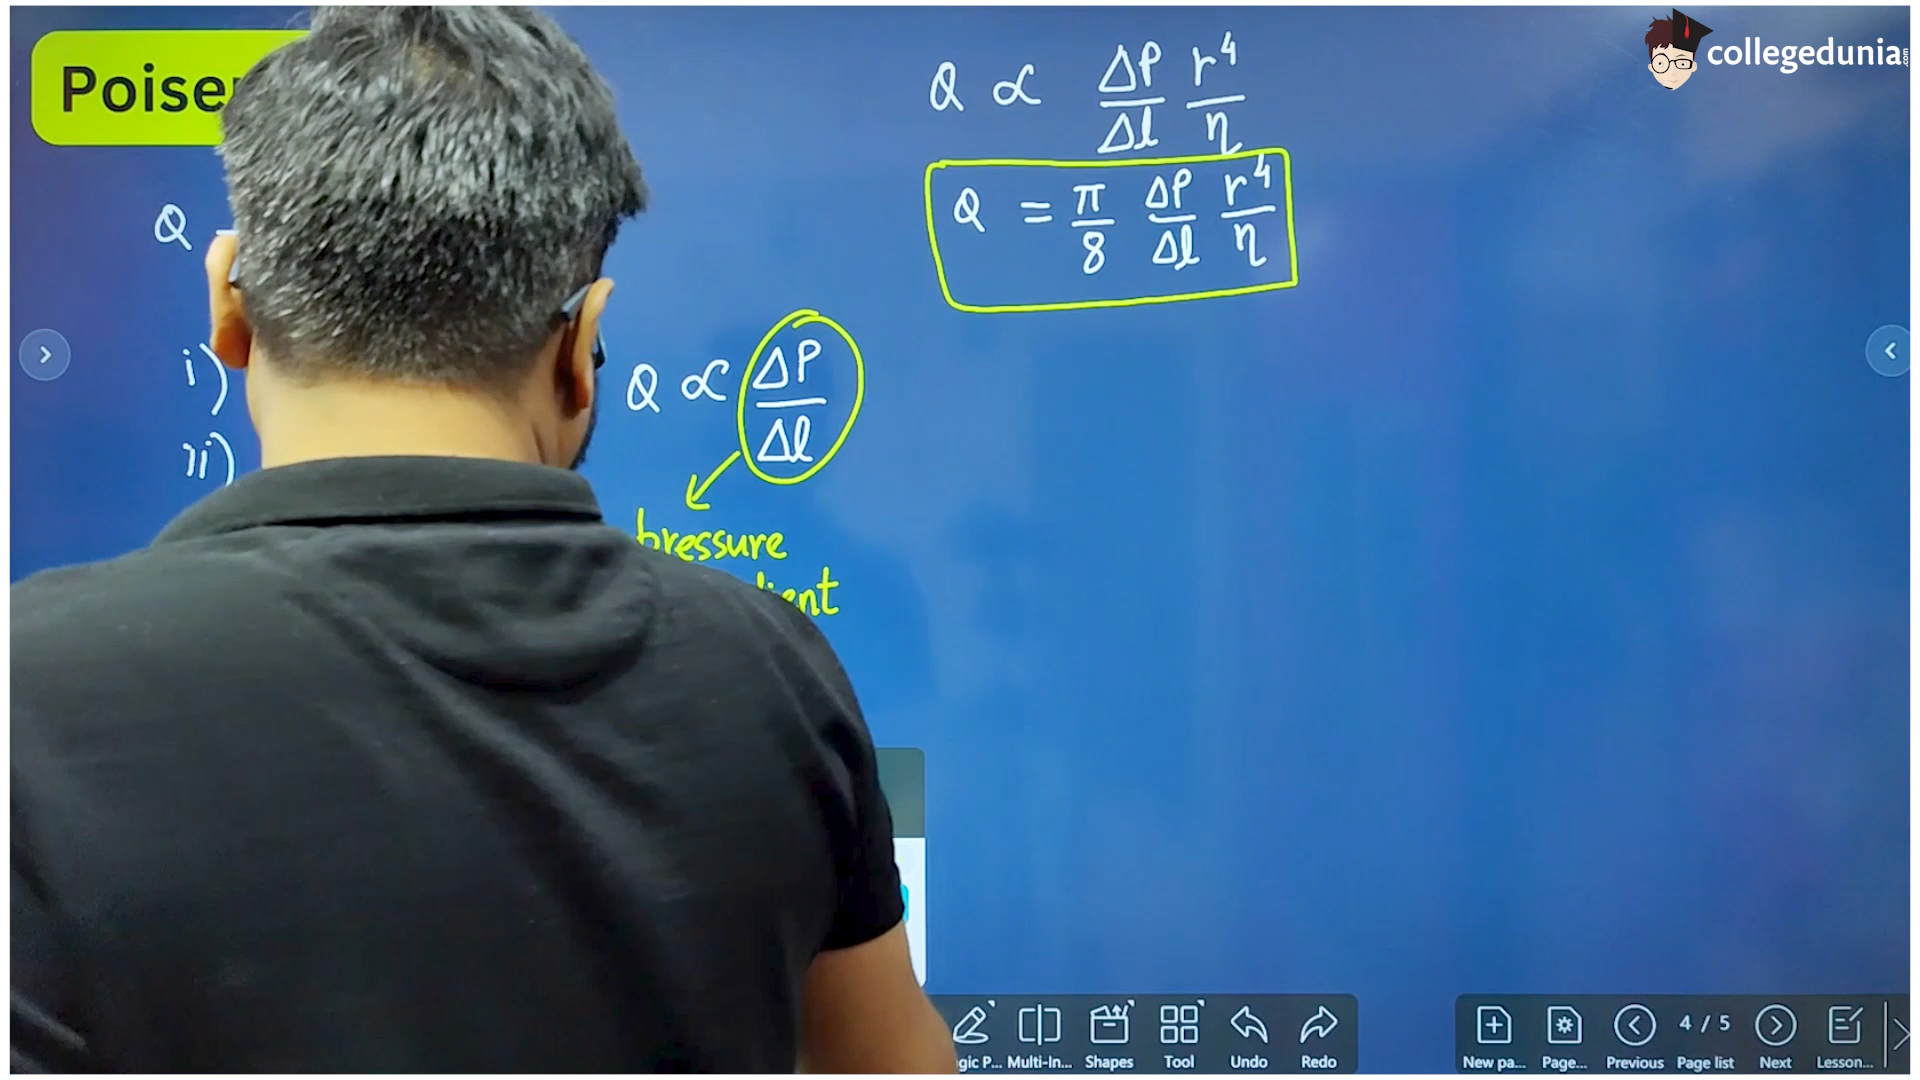 collegedunia
.com
Poise
Q ∝ ΔP/Δl r⁴/η
Q = π/8 ΔP/Δl r⁴/η
Q
i)
ii)
Q ∝ ΔP/Δl
pressure
Multi-In...
Shapes
Tool
Undo
Redo
New pa...
Page...
Previous
4 / 5
Page list
Next
Lesson...